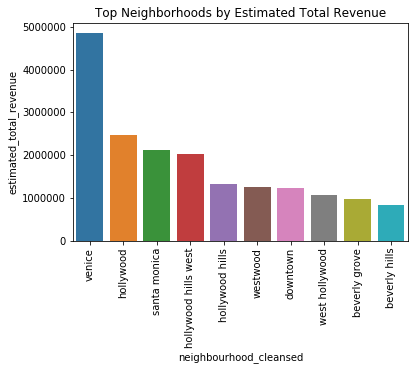 Top Neighborhoods by Estimated Total Revenue
estimated_total_revenue
5000000
4000000
3000000
2000000
1000000
0
venice
hollywood
santa monica
hollywood hills west
hollywood hills
westwood
downtown
west hollywood
beverly grove
beverly hills
neighbourhood_cleansed